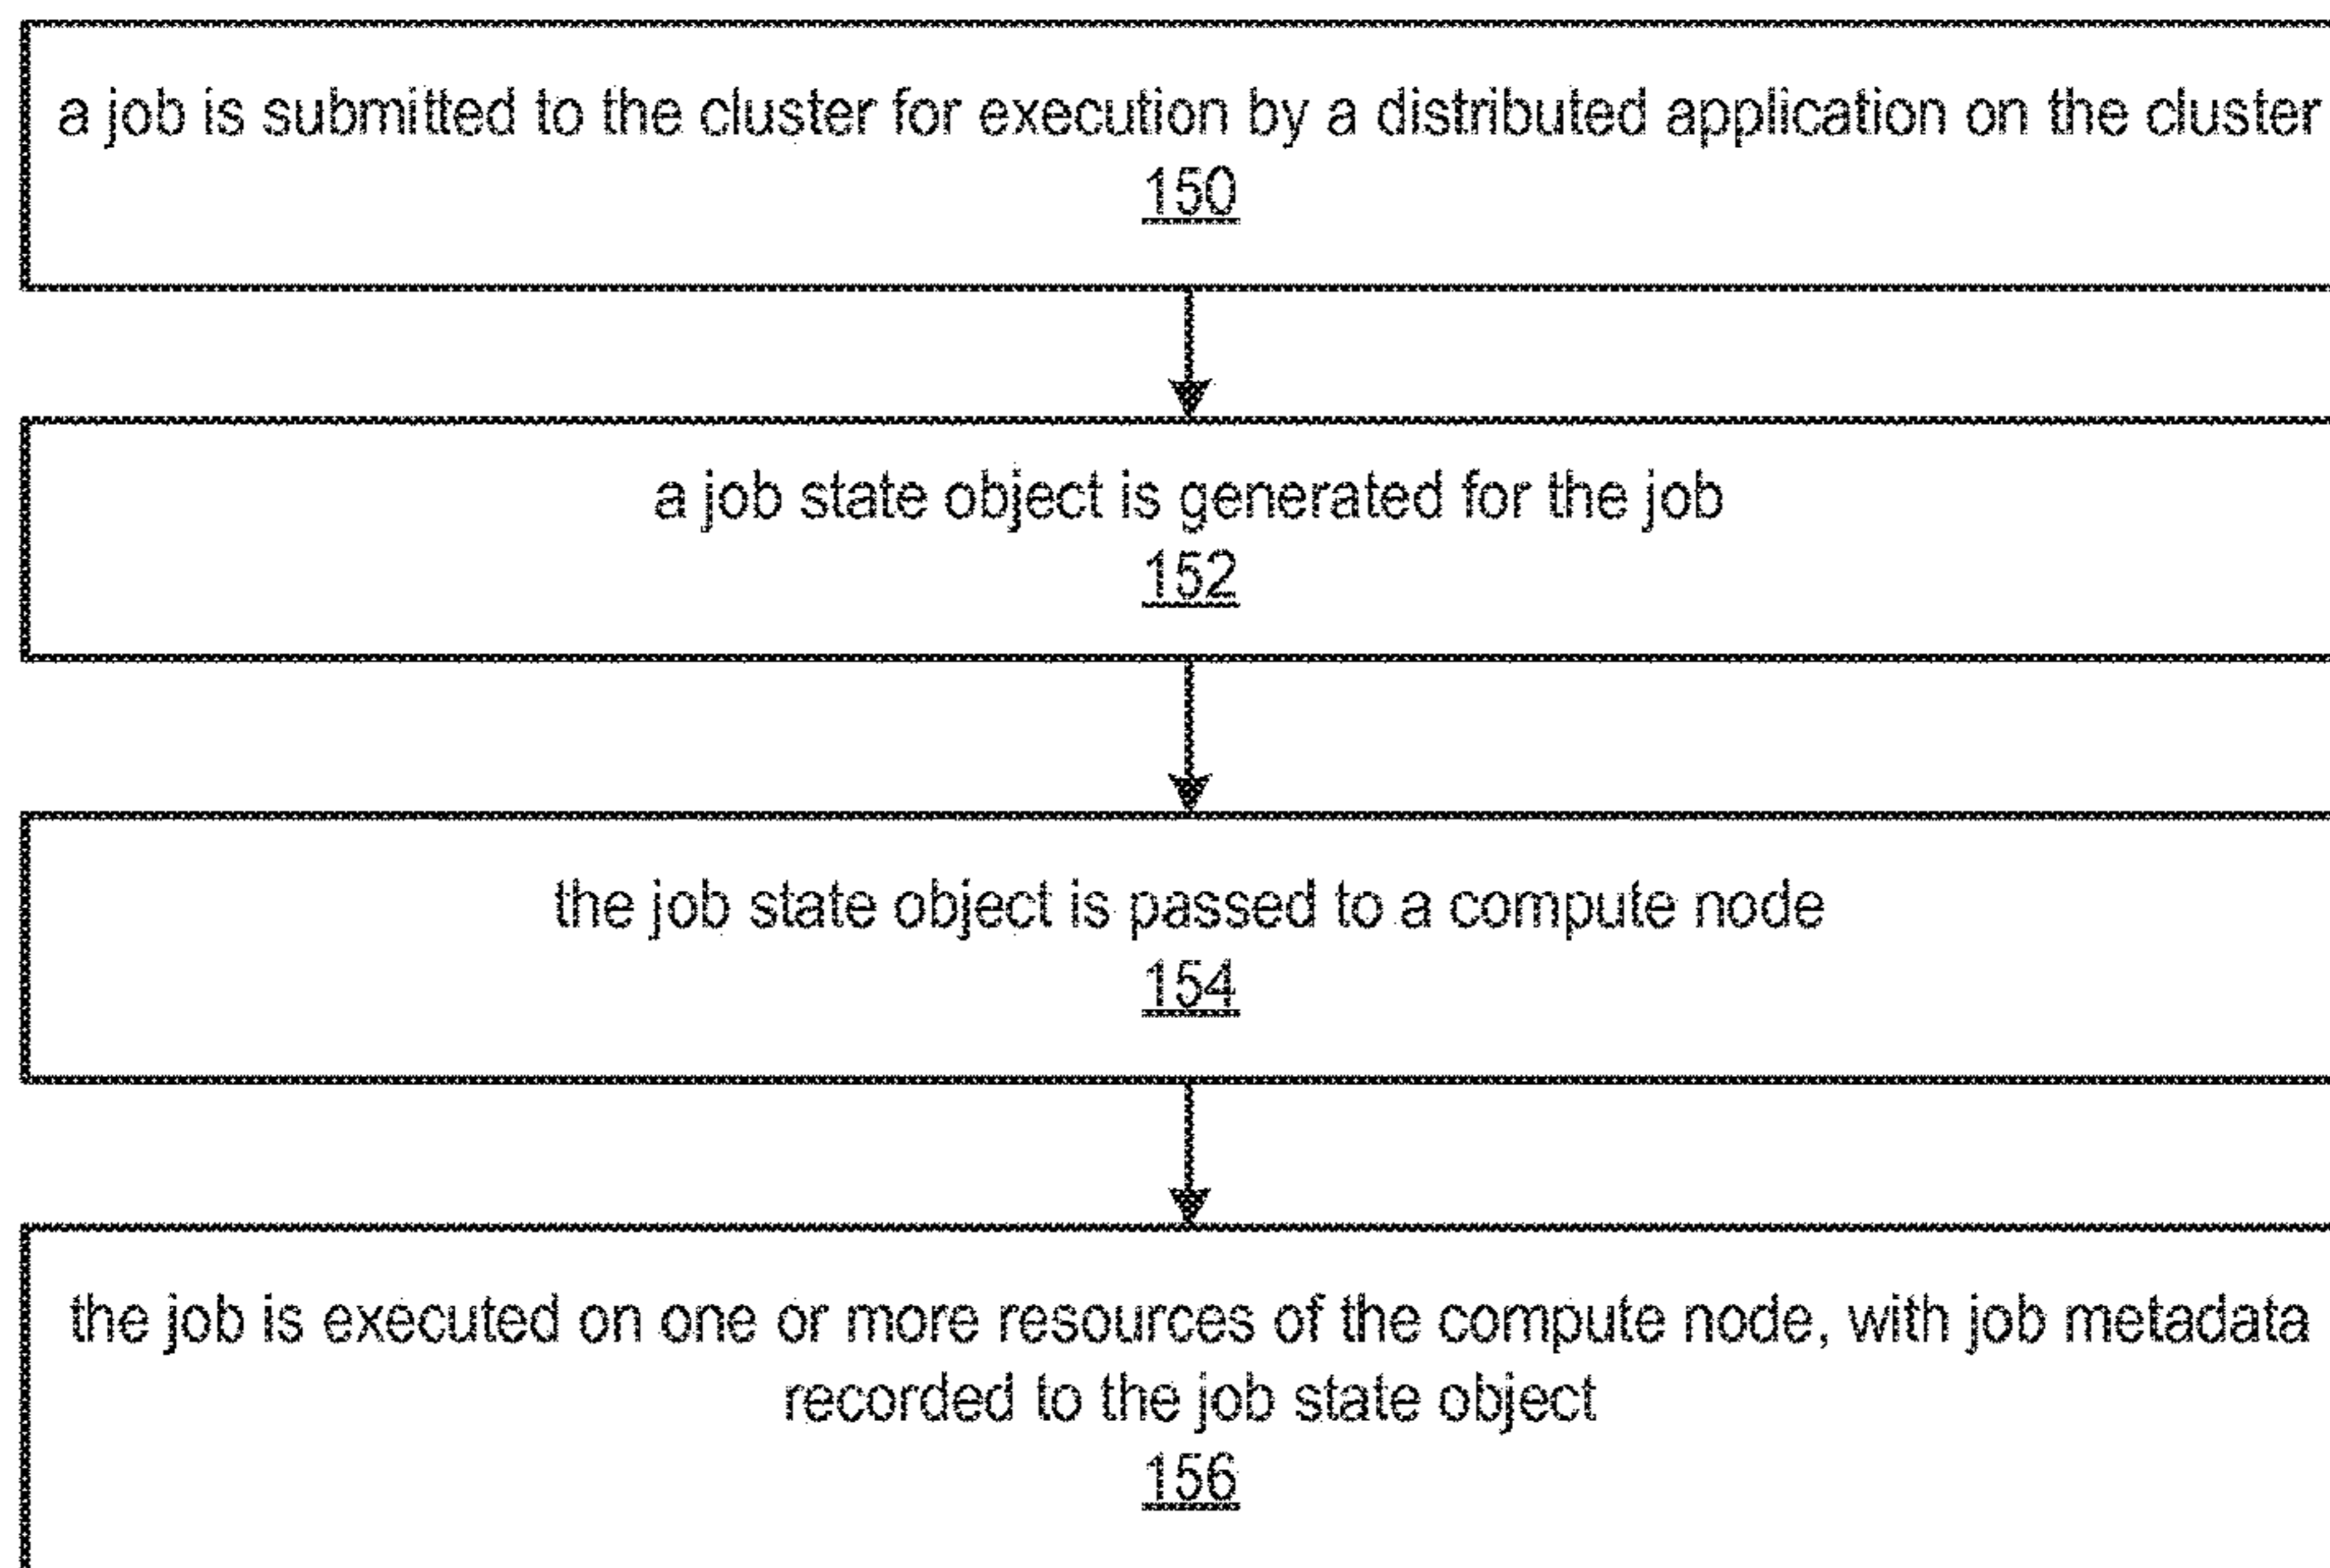 a job is submitted to the cluster for execution by a distributed application on the cluster
150
a job state object is generated for the job
152
the job state object is passed to a compute node
154
the job is executed on one or more resources of the compute node, with job metadata
recorded to the job state object
156